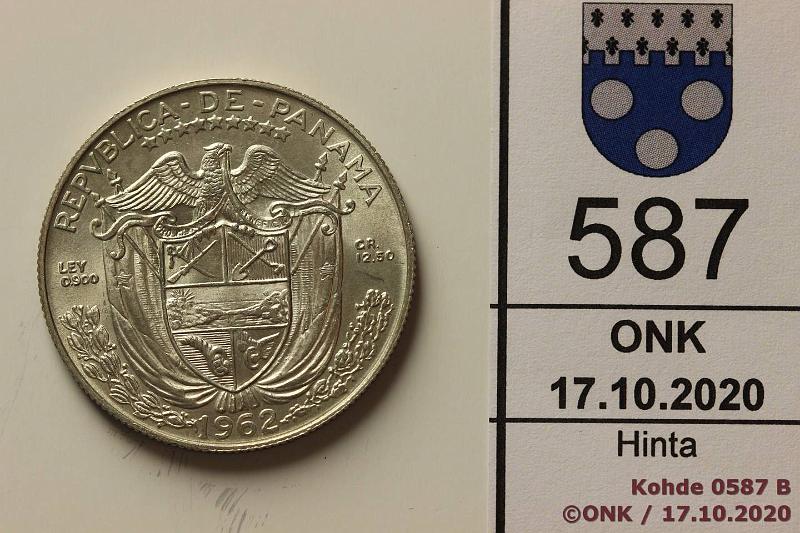 REPVBLICA-DE-PANAMA
LEY
0.900
GR.
12.50
1962
587
ONK
17.10.2020
Hinta
Kohde 0587 B
©ONK / 17.10.2020